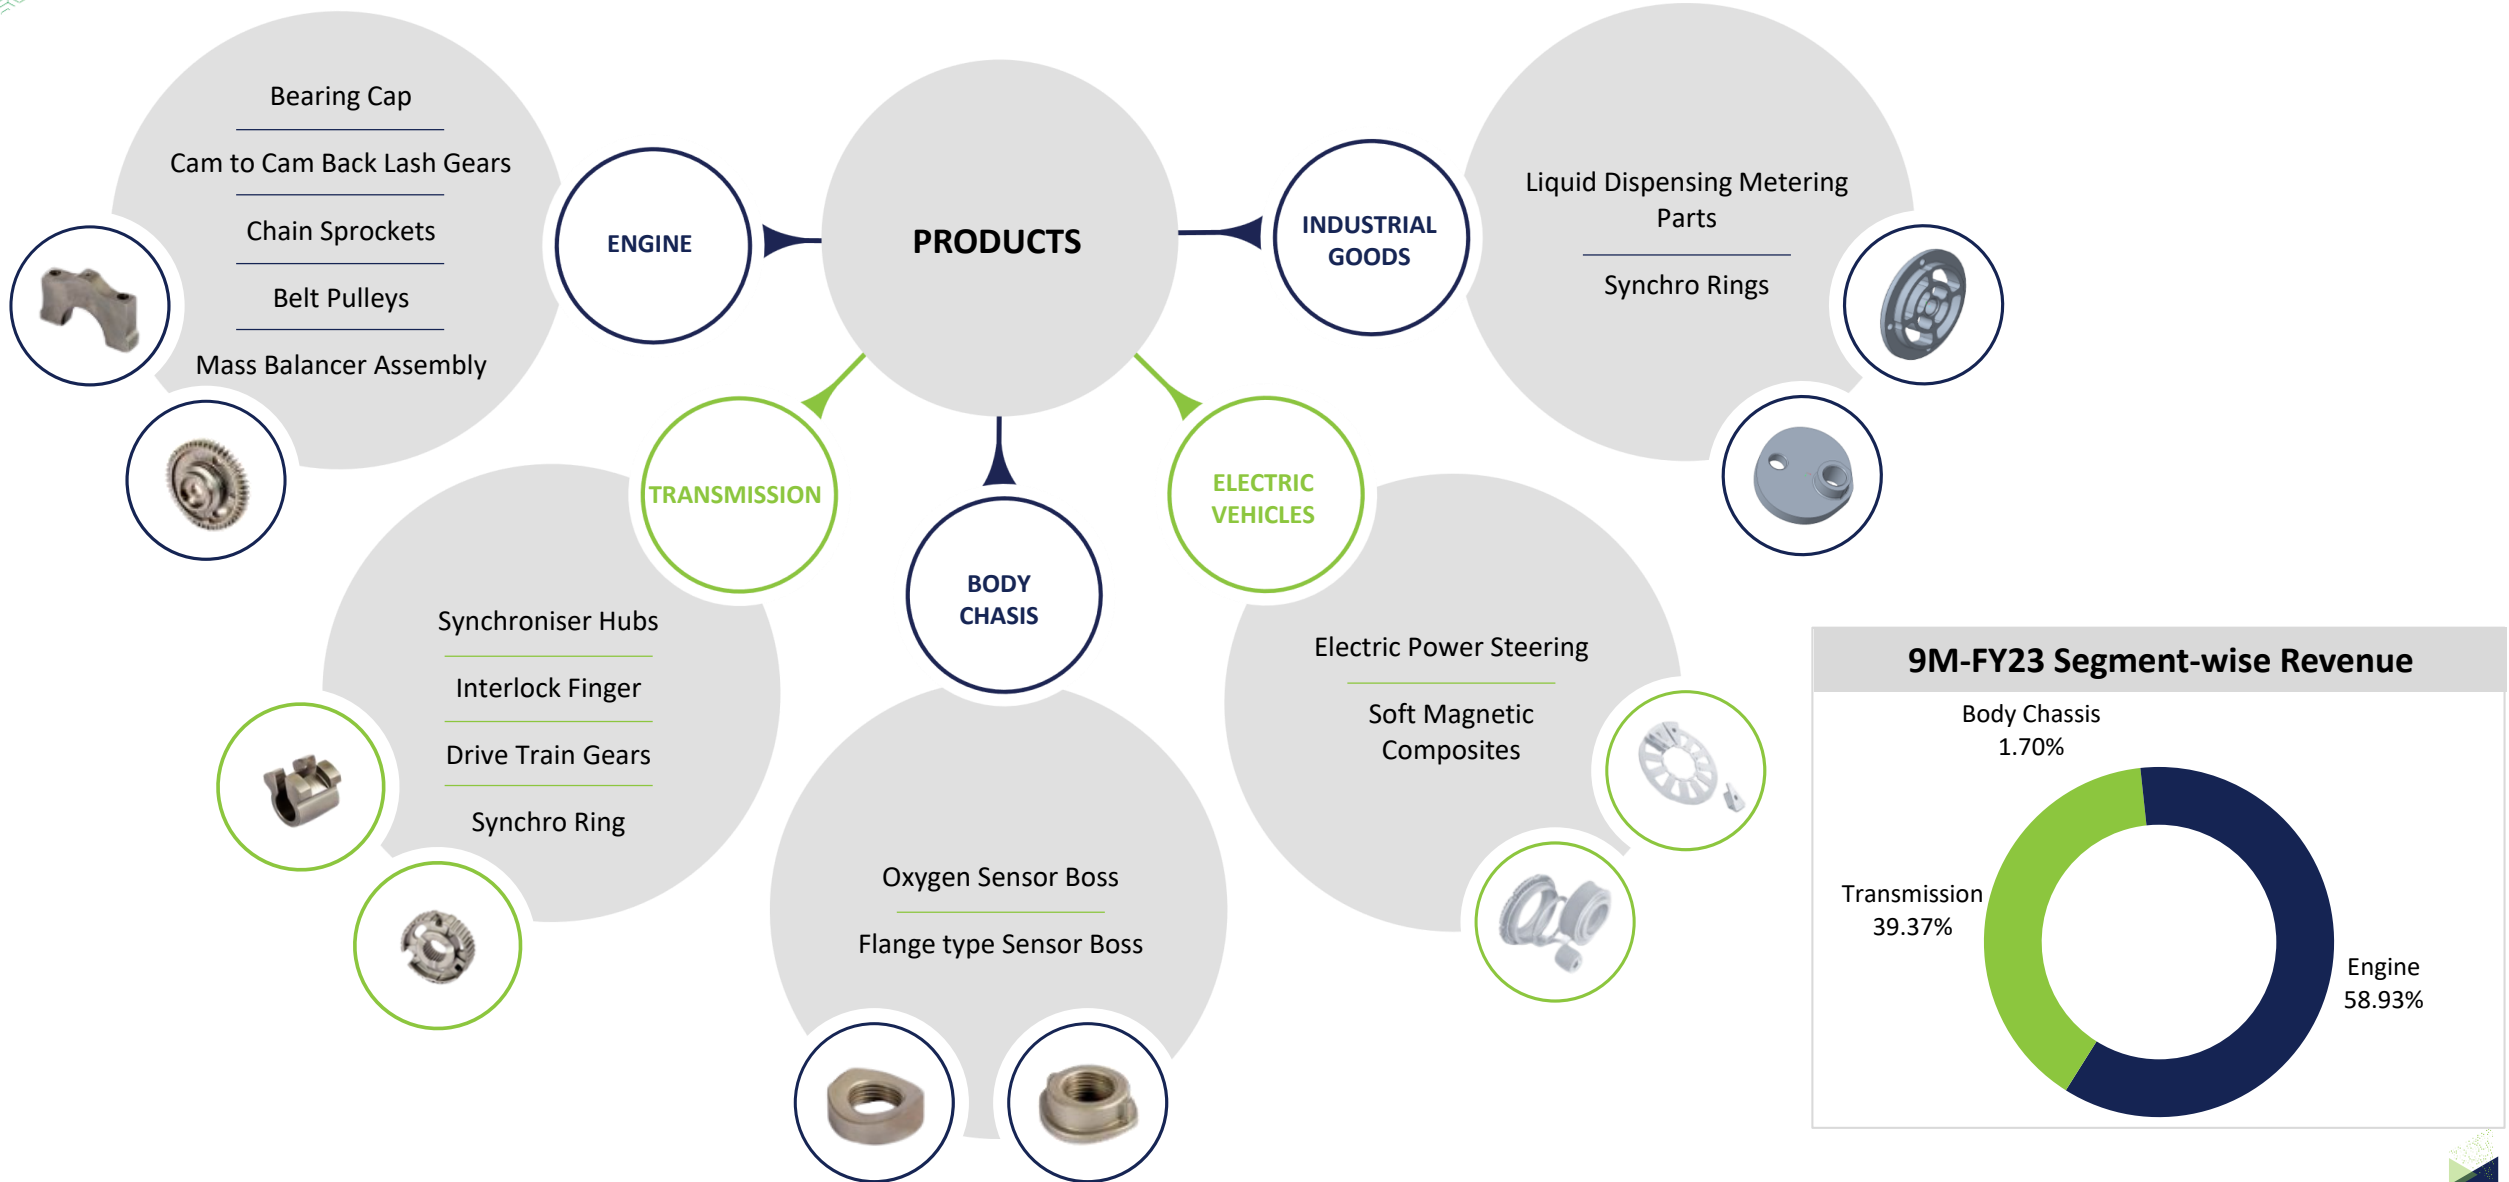 PRODUCTS
ENGINE
Bearing Cap
Cam to Cam Back Lash Gears
Chain Sprockets
Belt Pulleys
Mass Balancer Assembly
TRANSMISSION
Synchroniser Hubs
Interlock Finger
Drive Train Gears
Synchro Ring
BODY
CHASIS
Oxygen Sensor Boss
Flange type Sensor Boss
ELECTRIC
VEHICLES
Electric Power Steering
Soft Magnetic
Composites
INDUSTRIAL
GOODS
Liquid Dispensing Metering
Parts
Synchro Rings
9M-FY23 Segment-wise Revenue
Body Chassis
1.70%
Transmission
39.37%
Engine
58.93%